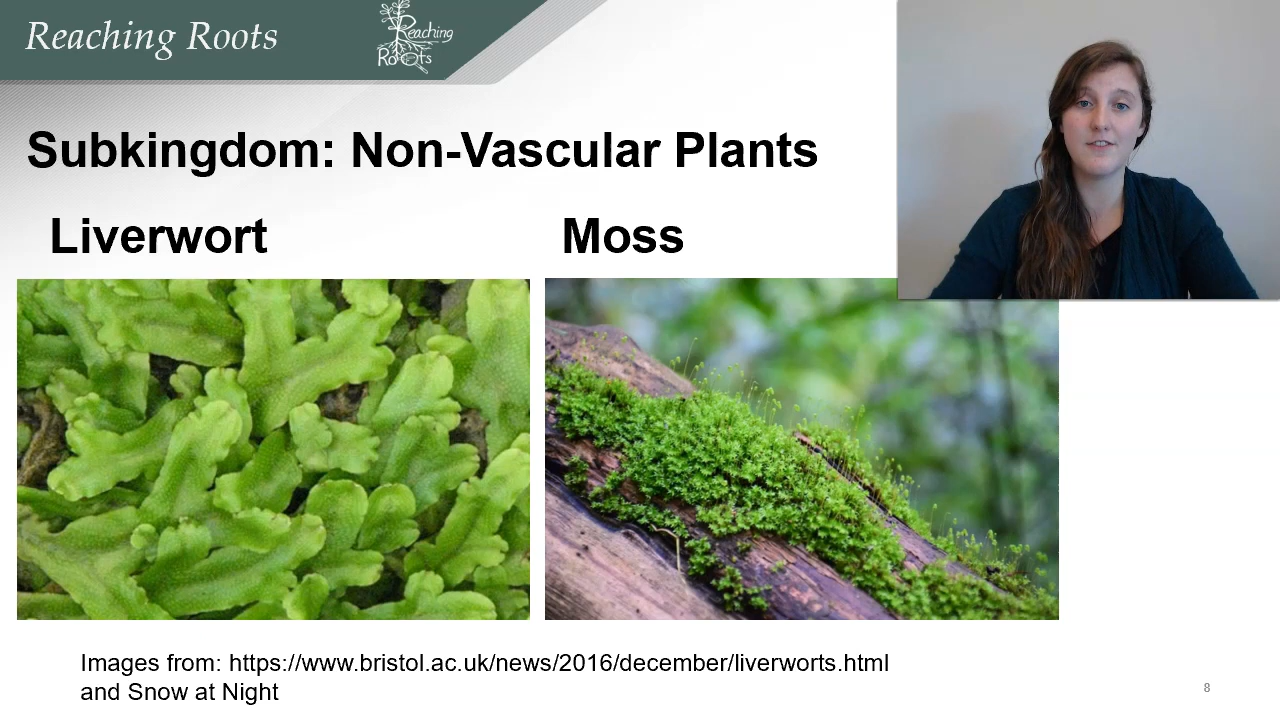 Reaching Roots
Reaching
Roots
Subkingdom: Non-Vascular Plants
Liverwort
Moss
Images from: https://www.bristol.ac.uk/news/2016/december/liverworts.html
and Snow at Night
8